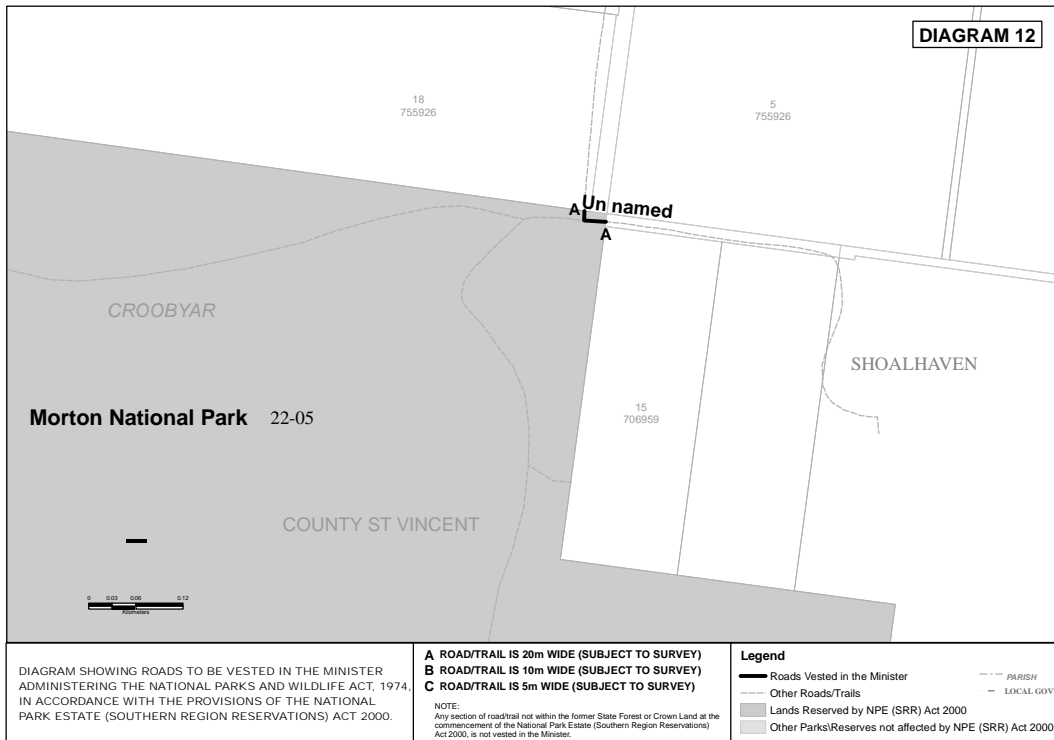 DIAGRAM 12
18
755926
5
755926
Un named
A
A
CROOBYAR
SHOALHAVEN
15
706959
Morton National Park 22-05
COUNTY ST VINCENT
0 0.03 0.06 0.12
Kilometers
DIAGRAM SHOWING ROADS TO BE VESTED IN THE MINISTER
ADMINISTERING THE NATIONAL PARKS AND WILDLIFE ACT, 1974,
IN ACCORDANCE WITH THE PROVISIONS OF THE NATIONAL
PARK ESTATE (SOUTHERN REGION RESERVATIONS) ACT 2000.
A ROAD/TRAIL IS 20m WIDE (SUBJECT TO SURVEY)
B ROAD/TRAIL IS 10m WIDE (SUBJECT TO SURVEY)
C ROAD/TRAIL IS 5m WIDE (SUBJECT TO SURVEY)
NOTE:
Any section of road/trail not within the former State Forest or Crown Land at the
commencement of the National Park Estate (Southern Region Reservations)
Act 2000, is not vested in the Minister.
Legend
Roads Vested in the Minister
Other Roads/Trails
Lands Reserved by NPE (SRR) Act 2000
Other Parks\Reserves not affected by NPE (SRR) Act 2000
PARISH
LOCAL GOV